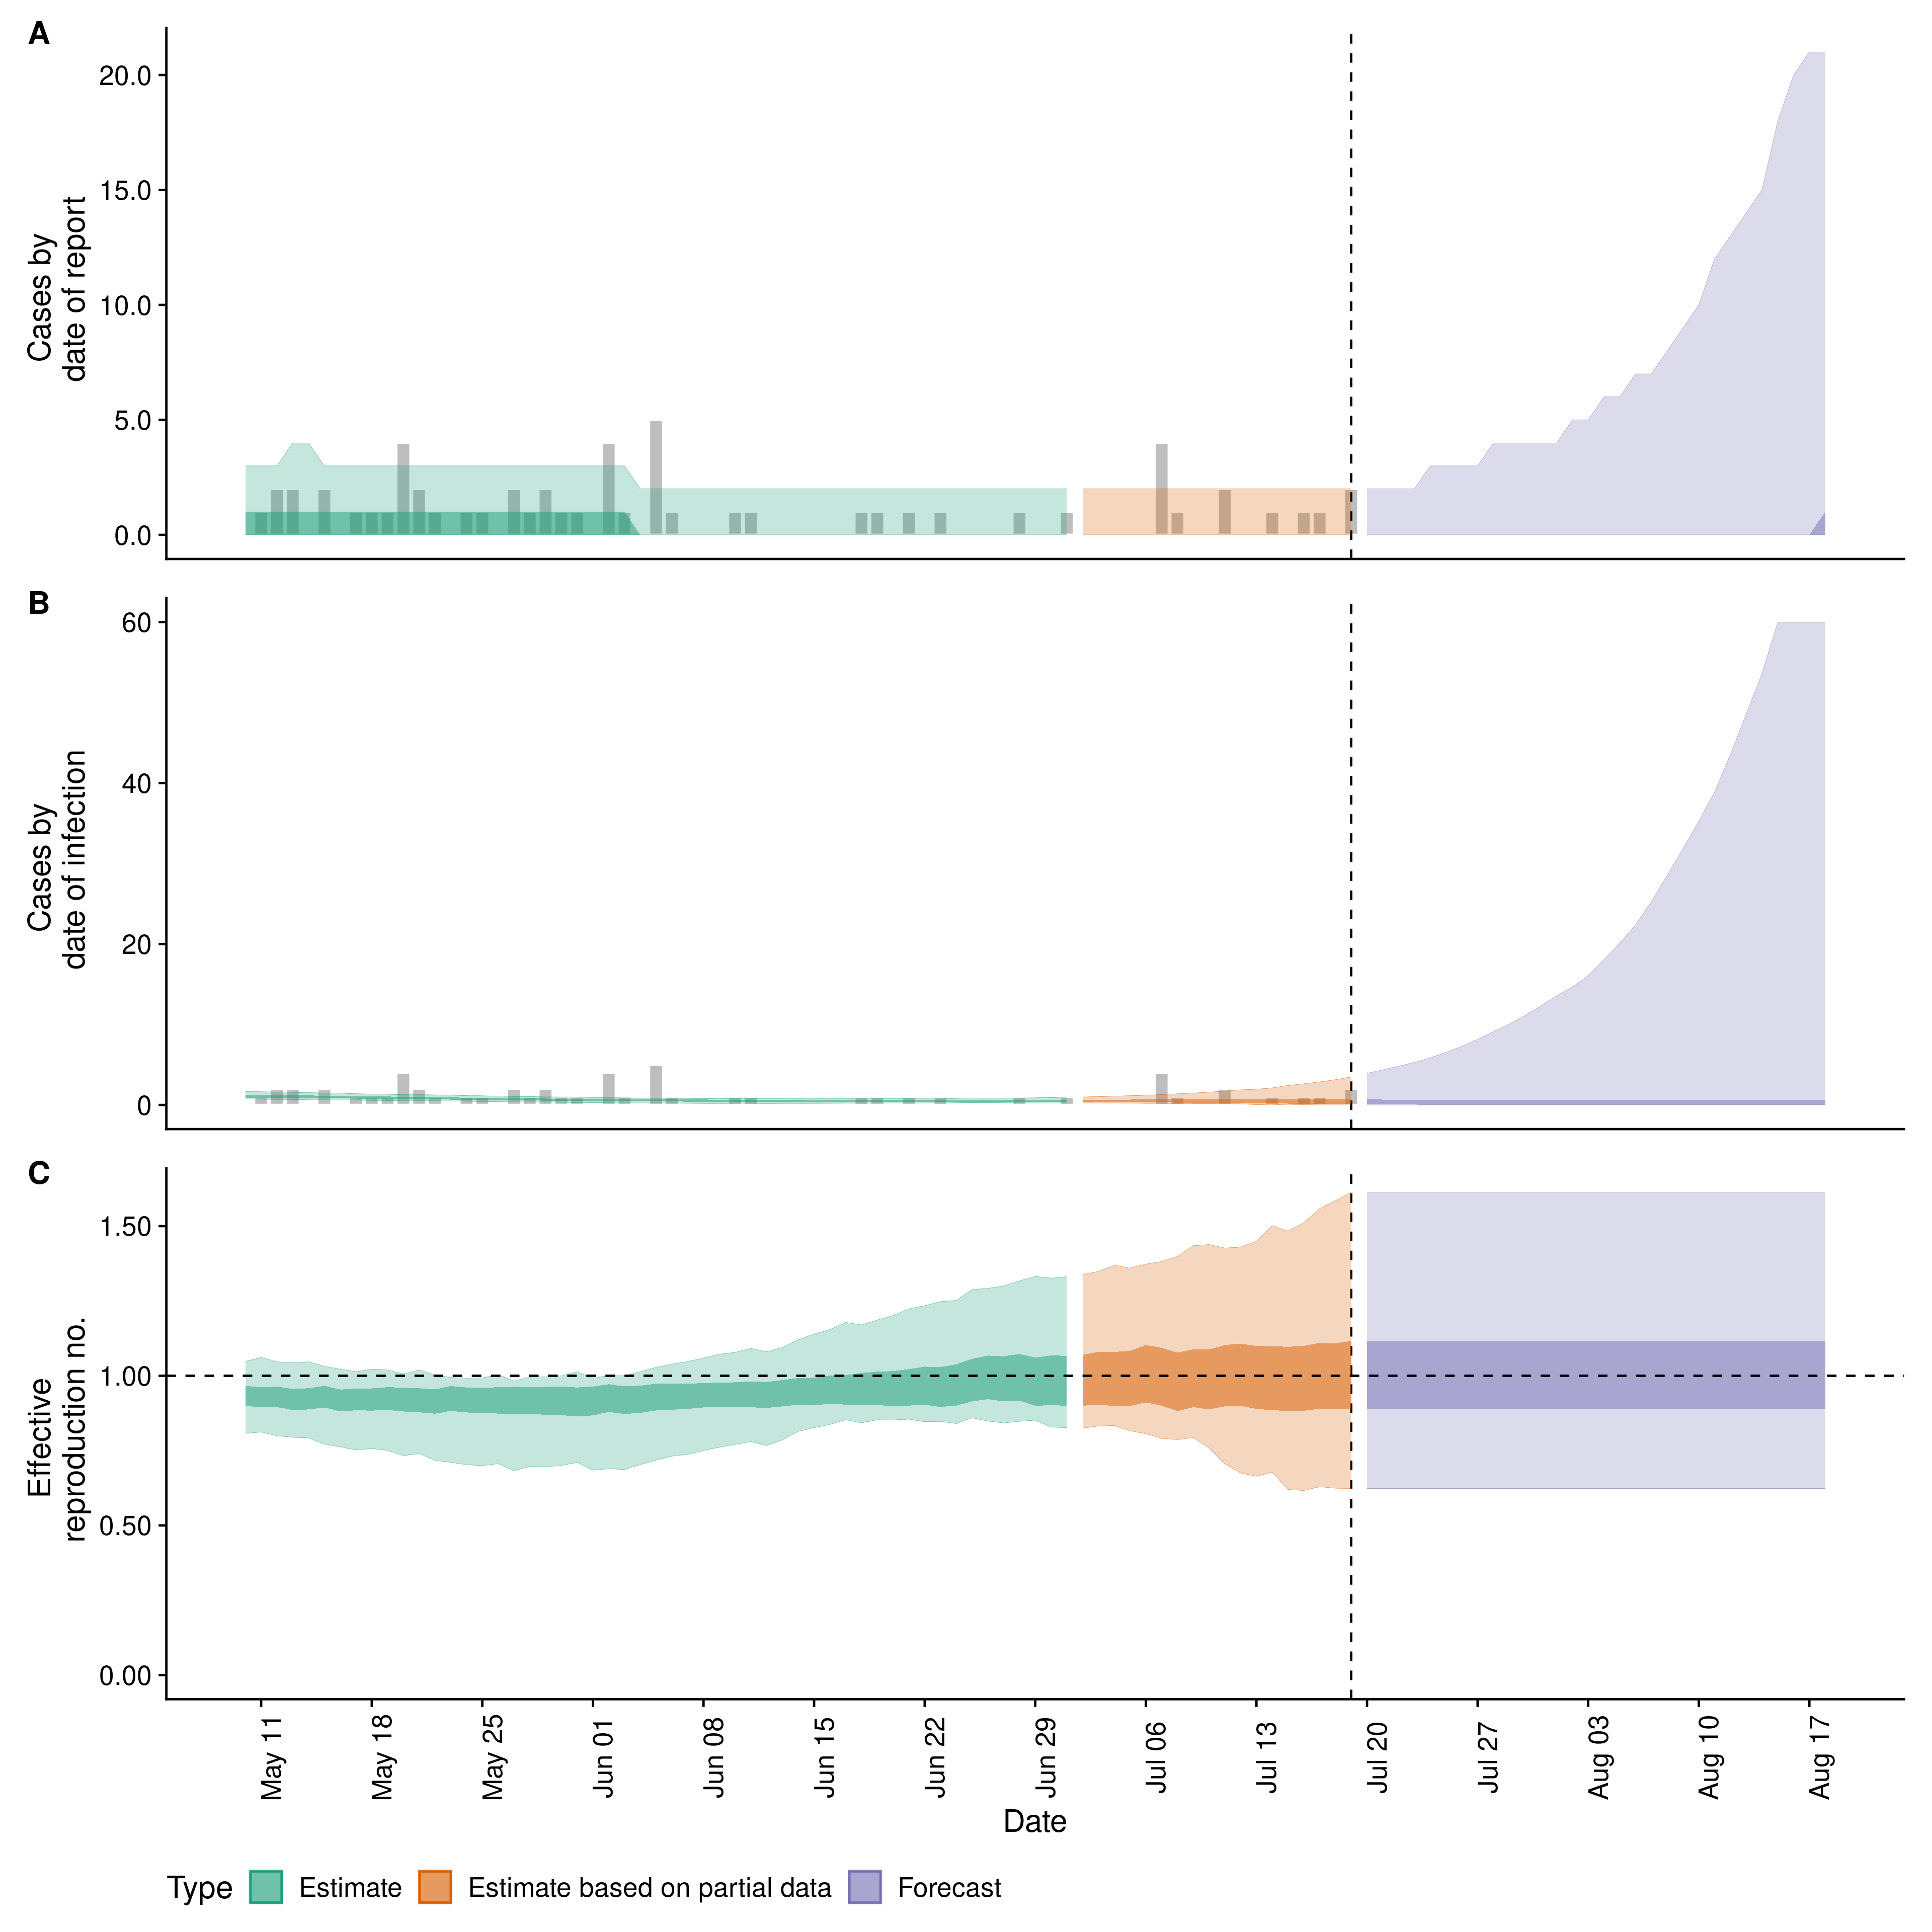 A
Cases by
date of report
20.0
15.0
10.0
5.0
0.0
B
Cases by
date of infection
60
40
20
0
C
Effective
reproduction no.
1.50
1.00
0.50
0.00
May 11
May 18
May 25
Jun 01
Jun 08
Jun 15
Jun 22
Jun 29
Jul 06
Jul 13
Jul 20
Jul 27
Aug 03
Aug 10
Aug 17
Date
Type Estimate Estimate based on partial data Forecast